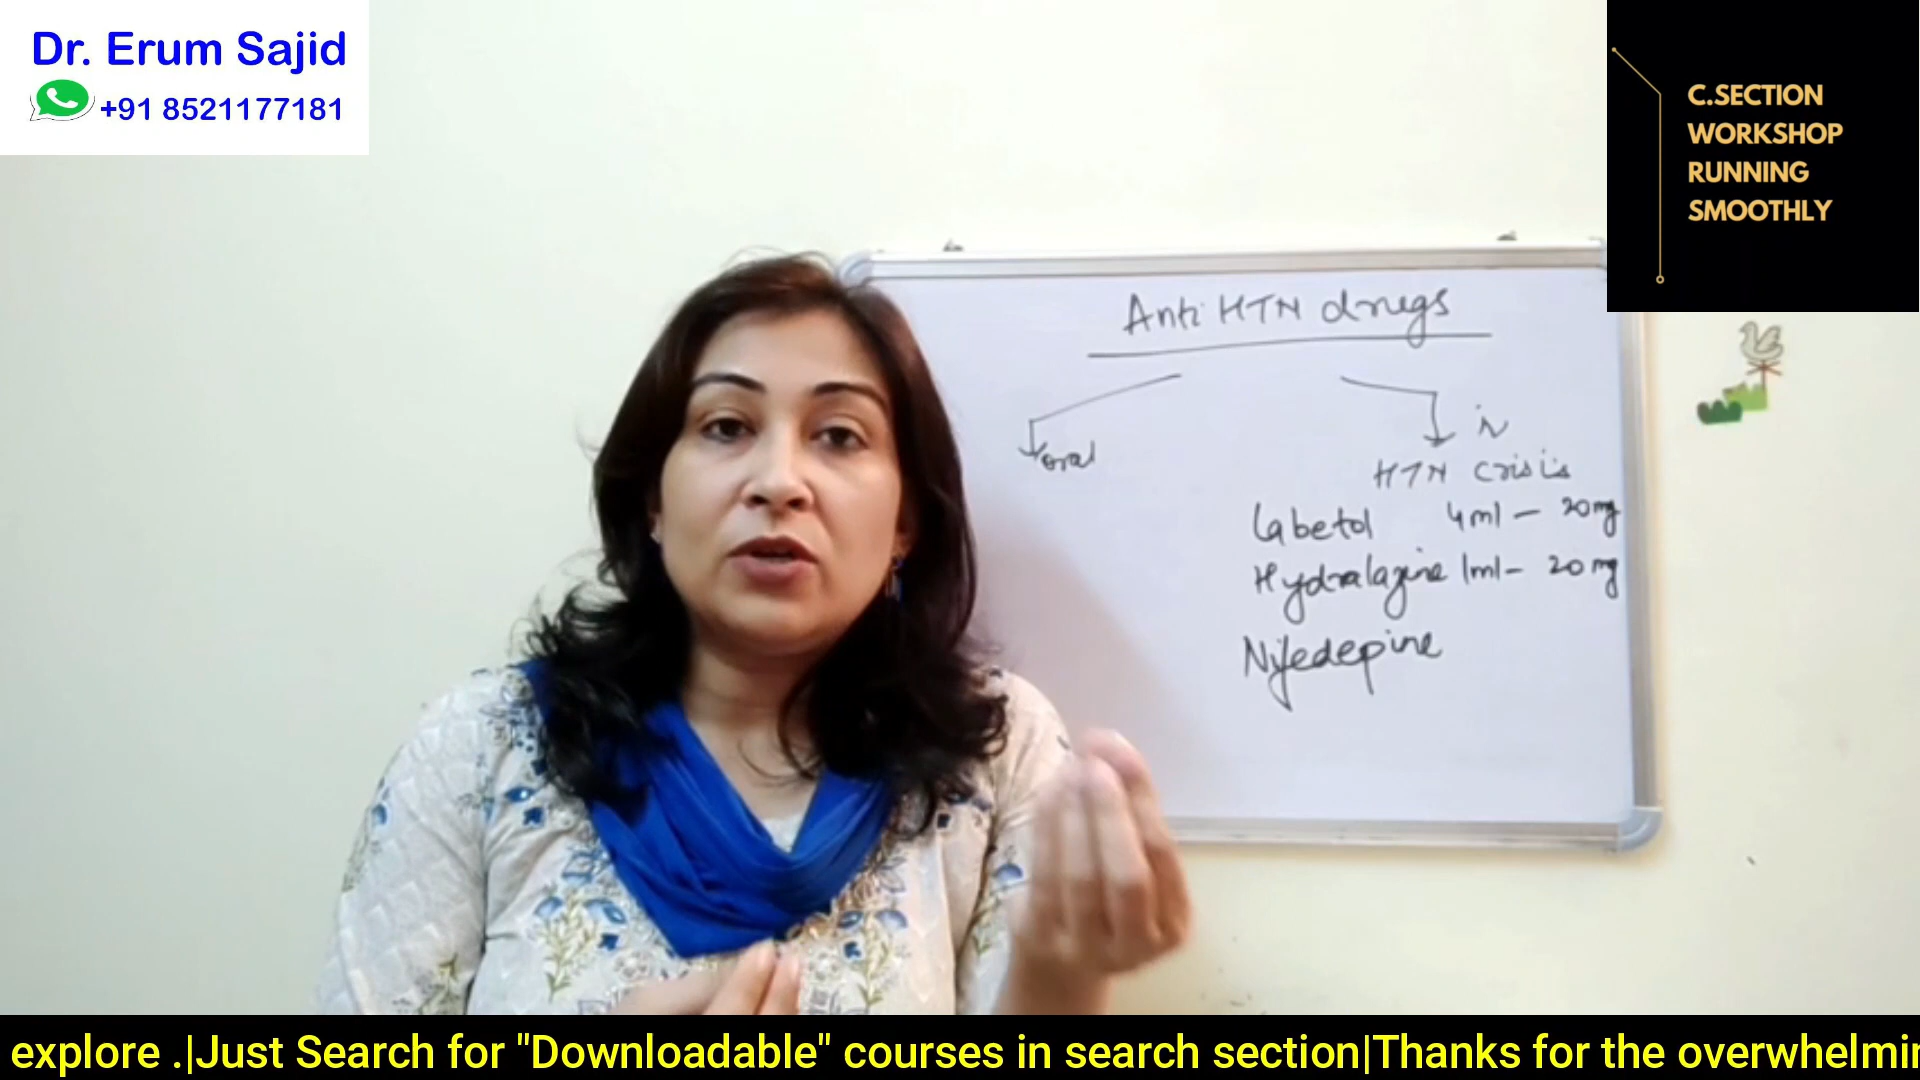 Dr. Erum Sajid
+91 8521177181
C.SECTION
WORKSHOP
RUNNING
SMOOTHLY
Anti HTN drugs
oral
iv
HTN crisis
Labetol 4ml - 20mg
Hydralazine 1ml - 20mg
Nifedepine
explore .|Just Search for "Downloadable" courses in search section|Thanks for the overwhelmin